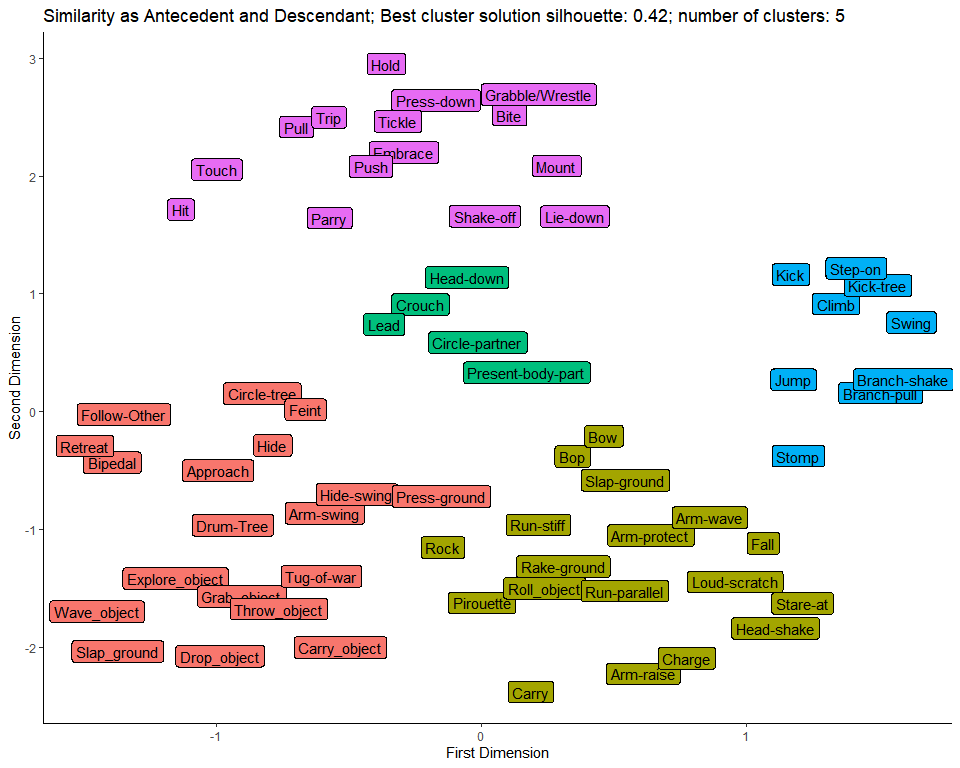 Similarity as Antecedent and Descendant; Best cluster solution silhouette: 0.42; number of clusters: 5
3
Hold
Press-down
Grabble/Wrestle
Trip
Tickle
Bite
Pull
Embrace
Push
Touch
Mount
2
Hit
Parry
Shake-off
Lie-down
Head-down
Kick
Step-on
Kick-tree
1
Crouch
Climb
Lead
Swing
Circle-partner
Present-body-part
Jump
Branch-shake
Branch-pull
Circle-tree
Feint
Follow-Other
0
Second Dimension
Retreat
Bipedal
Hide
Approach
Bow
Bop
Stomp
Slap-ground
Hide-swing
Press-ground
Arm-swing
Drum-Tree
Run-stiff
Arm-wave
Arm-protect
-1
Rock
Fall
Rake-ground
Explore_object
Tug-of-war
Grab_object
Throw_object
Wave_object
Roll_object
Pirouette
Run-parallel
Loud-scratch
Stare-at
Head-shake
-2
Slap_ground
Drop_object
Carry_object
Charge
Arm-raise
Carry
-1
0
1
First Dimension